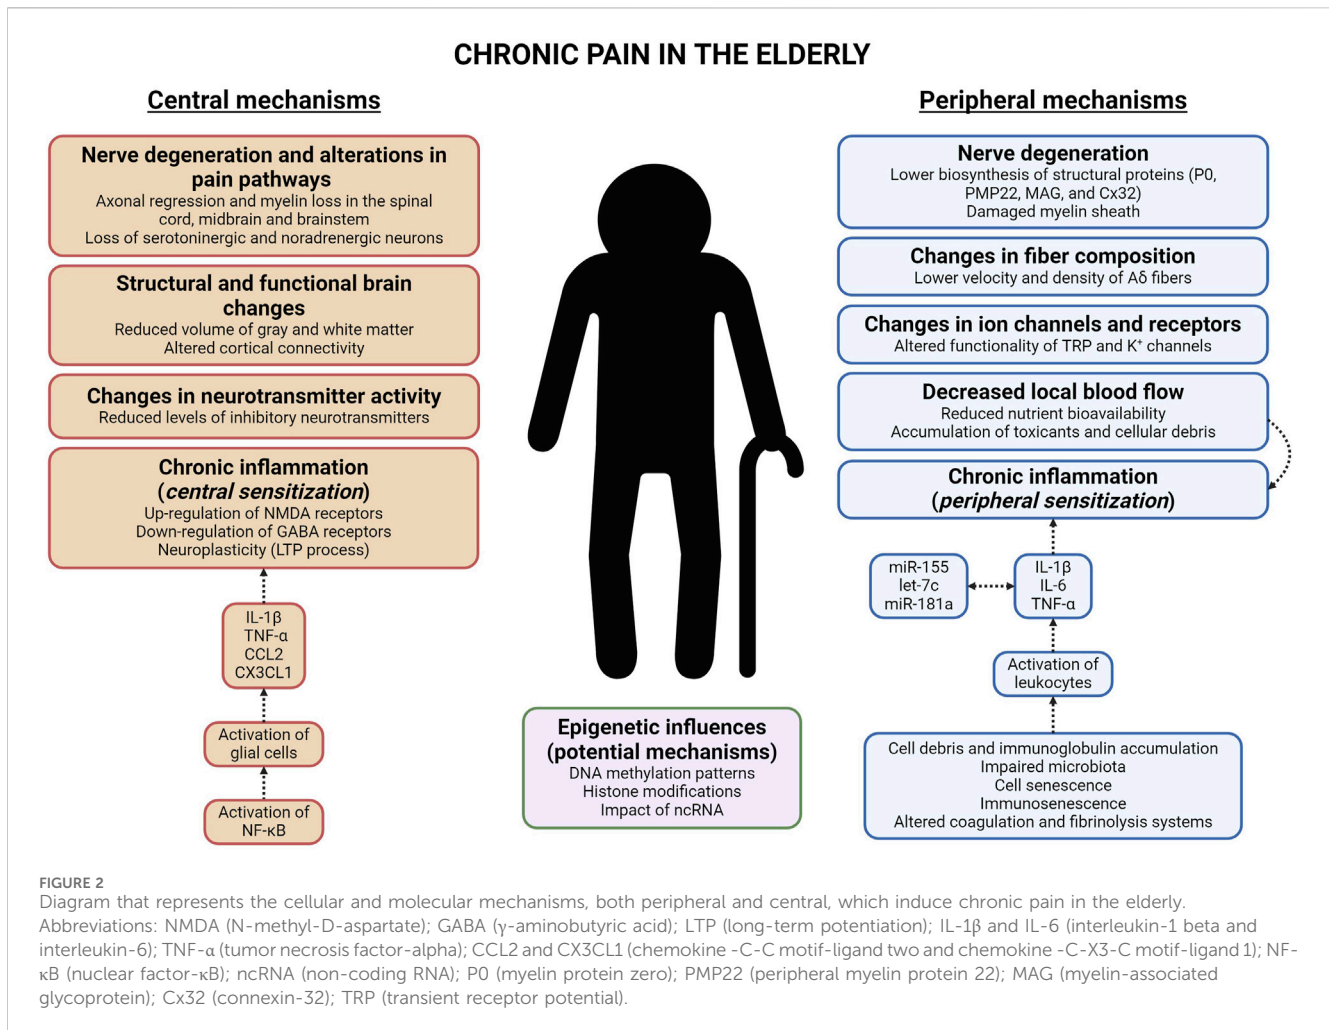 CHRONIC PAIN IN THE ELDERLY
Central mechanisms
Nerve degeneration and alterations in
pain pathways
Axonal regression and myelin loss in the spinal
cord, midbrain and brainstem
Loss of serotoninergic and noradrenergic neurons
Structural and functional brain
changes
Reduced volume of gray and white matter
Altered cortical connectivity
Changes in neurotransmitter activity
Reduced levels of inhibitory neurotransmitters
Chronic inflammation
(central sensitization)
Up-regulation of NMDA receptors
Down-regulation of GABA receptors
Neuroplasticity (LTP process)
IL-1β
TNF-α
CCL2
CX3CL1
Activation of
glial cells
Activation of
NF-κB
Epigenetic influences
(potential mechanisms)
DNA methylation patterns
Histone modifications
Impact of ncRNA
Peripheral mechanisms
Nerve degeneration
Lower biosynthesis of structural proteins (P0,
PMP22, MAG, and Cx32)
Damaged myelin sheath
Changes in fiber composition
Lower velocity and density of Aδ fibers
Changes in ion channels and receptors
Altered functionality of TRP and K⁺ channels
Decreased local blood flow
Reduced nutrient bioavailability
Accumulation of toxicants and cellular debris
Chronic inflammation
(peripheral sensitization)
miR-155
let-7c
miR-181a
IL-1β
IL-6
TNF-α
Activation of
leukocytes
Cell debris and immunoglobulin accumulation
Impaired microbiota
Cell senescence
Immunosenescence
Altered coagulation and fibrinolysis systems
FIGURE 2
Diagram that represents the cellular and molecular mechanisms, both peripheral and central, which induce chronic pain in the elderly.
Abbreviations: NMDA (N-methyl-D-aspartate); GABA (γ-aminobutyric acid); LTP (long-term potentiation); IL-1β and IL-6 (interleukin-1 beta and
interleukin-6); TNF-α (tumor necrosis factor-alpha); CCL2 and CX3CL1 (chemokine -C-C motif-ligand two and chemokine -C-X3-C motif-ligand 1); NF-
κB (nuclear factor-κB); ncRNA (non-coding RNA); P0 (myelin protein zero); PMP22 (peripheral myelin protein 22); MAG (myelin-associated
glycoprotein); Cx32 (connexin-32); TRP (transient receptor potential).